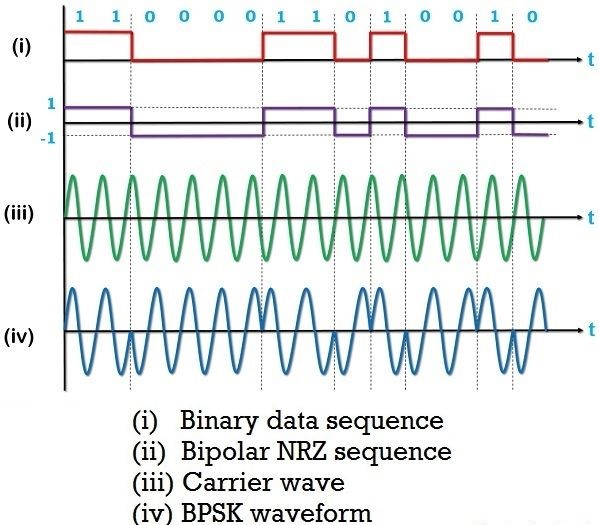 1 1 0 0 0 0 1 1 0 1 0 0 1 0
(i) t
1
(ii) t
-1
(iii) t
(iv) t
(i) Binary data sequence
(ii) Bipolar NRZ sequence
(iii) Carrier wave
(iv) BPSK waveform